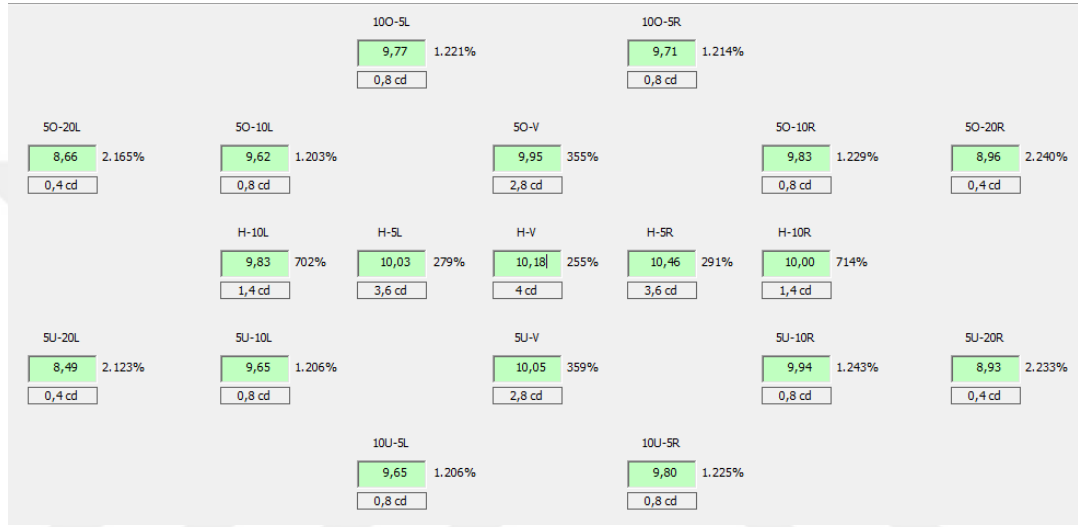 10O-5L 10O-5R
9,77 1.221% 9,71 1.214%
0,8 cd 0,8 cd
5O-20L 5O-10L 5O-V 5O-10R 5O-20R
8,66 2.165% 9,62 1.203% 9,95 355% 9,83 1.229% 8,96 2.240%
0,4 cd 0,8 cd 2,8 cd 0,8 cd 0,4 cd
H-10L H-5L H-V H-5R H-10R
9,83 702% 10,03 279% 10,18 255% 10,46 291% 10,00 714%
1,4 cd 3,6 cd 4 cd 3,6 cd 1,4 cd
5U-20L 5U-10L 5U-V 5U-10R 5U-20R
8,49 2.123% 9,65 1.206% 10,05 359% 9,94 1.243% 8,93 2.233%
0,4 cd 0,8 cd 2,8 cd 0,8 cd 0,4 cd
10U-5L 10U-5R
9,65 1.206% 9,80 1.225%
0,8 cd 0,8 cd